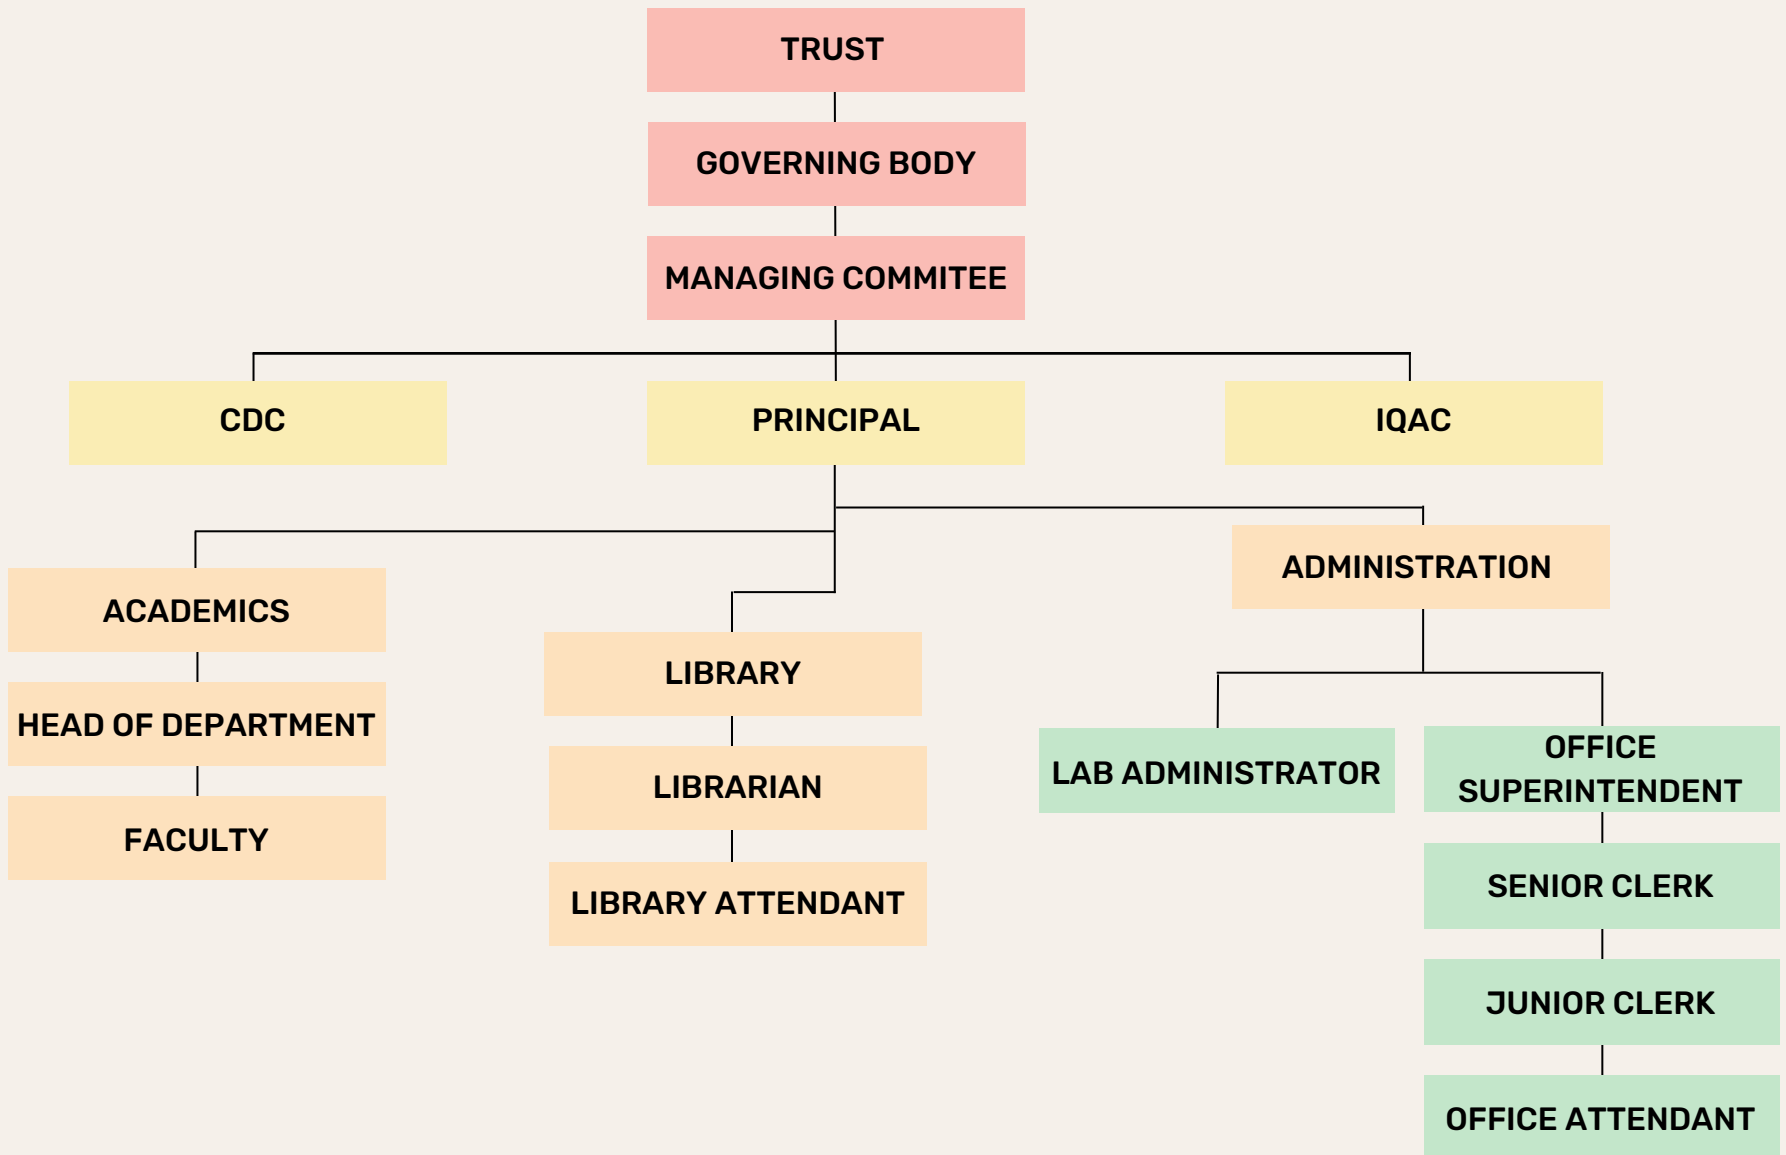 TRUST
GOVERNING BODY
MANAGING COMMITEE
CDC
PRINCIPAL
IQAC
ACADEMICS
HEAD OF DEPARTMENT
FACULTY
LIBRARY
LIBRARIAN
LIBRARY ATTENDANT
ADMINISTRATION
LAB ADMINISTRATOR
OFFICE
SUPERINTENDENT
SENIOR CLERK
JUNIOR CLERK
OFFICE ATTENDANT